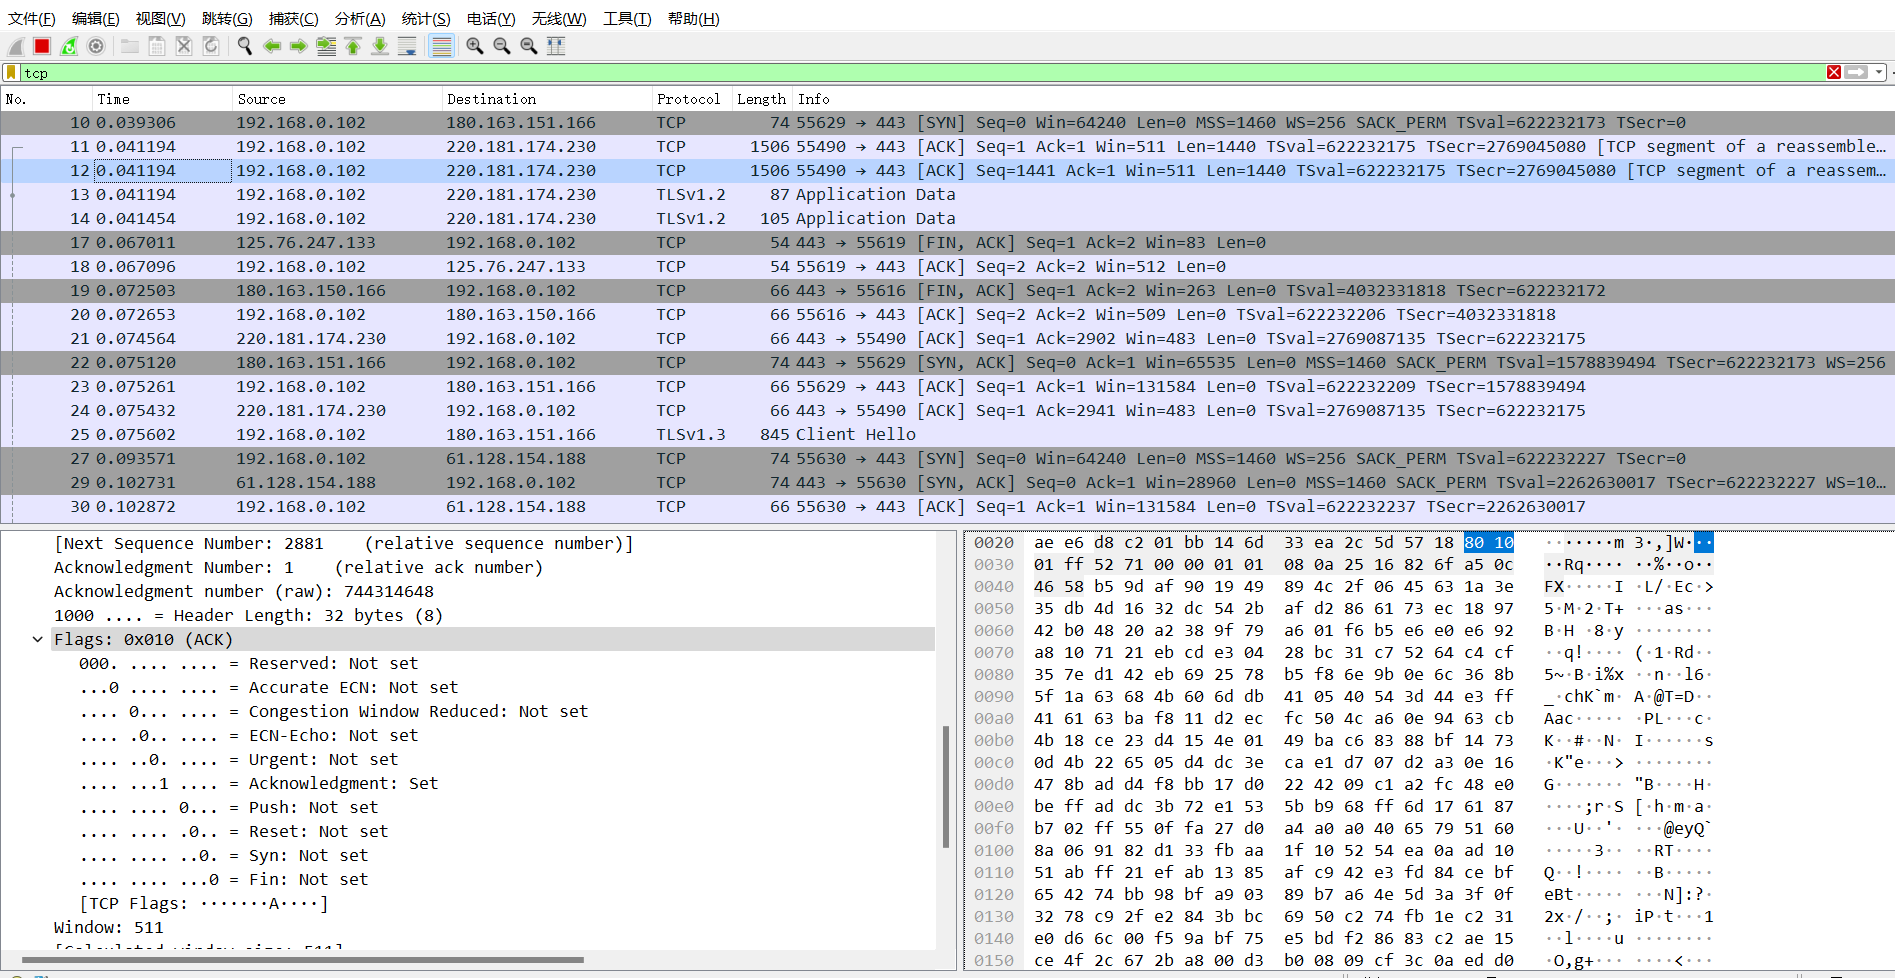 文件(F) 编辑(E) 视图(V) 跳转(G) 捕获(C) 分析(A) 统计(S) 电话(Y) 无线(W) 工具(T) 帮助(H)
tcp
No. Time Source Destination Protocol Length Info
10 0.039306 192.168.0.102 180.163.151.166 TCP 74 55629 → 443 [SYN] Seq=0 Win=64240 Len=0 MSS=1460 WS=256 SACK_PERM TSval=622232173 TSecr=0
11 0.041194 192.168.0.102 220.181.174.230 TCP 1506 55490 → 443 [ACK] Seq=1 Ack=1 Win=511 Len=1440 TSval=622232175 TSecr=2769045080 [TCP segment of a reassemble…
12 0.041194 192.168.0.102 220.181.174.230 TCP 1506 55490 → 443 [ACK] Seq=1441 Ack=1 Win=511 Len=1440 TSval=622232175 TSecr=2769045080 [TCP segment of a reassem…
13 0.041194 192.168.0.102 220.181.174.230 TLSv1.2 87 Application Data
14 0.041454 192.168.0.102 220.181.174.230 TLSv1.2 105 Application Data
17 0.067011 125.76.247.133 192.168.0.102 TCP 54 443 → 55619 [FIN, ACK] Seq=1 Ack=2 Win=83 Len=0
18 0.067096 192.168.0.102 125.76.247.133 TCP 54 55619 → 443 [ACK] Seq=2 Ack=2 Win=512 Len=0
19 0.072503 180.163.150.166 192.168.0.102 TCP 66 443 → 55616 [FIN, ACK] Seq=1 Ack=2 Win=263 Len=0 TSval=4032331818 TSecr=622232172
20 0.072653 192.168.0.102 180.163.150.166 TCP 66 55616 → 443 [ACK] Seq=2 Ack=2 Win=509 Len=0 TSval=622232206 TSecr=4032331818
21 0.074564 220.181.174.230 192.168.0.102 TCP 66 443 → 55490 [ACK] Seq=1 Ack=2902 Win=483 Len=0 TSval=2769087135 TSecr=622232175
22 0.075120 180.163.151.166 192.168.0.102 TCP 74 443 → 55629 [SYN, ACK] Seq=0 Ack=1 Win=65535 Len=0 MSS=1460 SACK_PERM TSval=1578839494 TSecr=622232173 WS=256
23 0.075261 192.168.0.102 180.163.151.166 TCP 66 55629 → 443 [ACK] Seq=1 Ack=1 Win=131584 Len=0 TSval=622232209 TSecr=1578839494
24 0.075432 220.181.174.230 192.168.0.102 TCP 66 443 → 55490 [ACK] Seq=1 Ack=2941 Win=483 Len=0 TSval=2769087135 TSecr=622232175
25 0.075602 192.168.0.102 180.163.151.166 TLSv1.3 845 Client Hello
27 0.093571 192.168.0.102 61.128.154.188 TCP 74 55630 → 443 [SYN] Seq=0 Win=64240 Len=0 MSS=1460 WS=256 SACK_PERM TSval=622232227 TSecr=0
29 0.102731 61.128.154.188 192.168.0.102 TCP 74 443 → 55630 [SYN, ACK] Seq=0 Ack=1 Win=28960 Len=0 MSS=1460 SACK_PERM TSval=2262630017 TSecr=622232227 WS=10…
30 0.102872 192.168.0.102 61.128.154.188 TCP 66 55630 → 443 [ACK] Seq=1 Ack=1 Win=131584 Len=0 TSval=622232237 TSecr=2262630017
[Next Sequence Number: 2881 (relative sequence number)]
Acknowledgment Number: 1 (relative ack number)
Acknowledgment number (raw): 744314648
1000 .... = Header Length: 32 bytes (8)
Flags: 0x010 (ACK)
000. .... .... = Reserved: Not set
...0 .... .... = Accurate ECN: Not set
.... 0... .... = Congestion Window Reduced: Not set
.... .0.. .... = ECN-Echo: Not set
.... ..0. .... = Urgent: Not set
.... ...1 .... = Acknowledgment: Set
.... .... 0... = Push: Not set
.... .... .0.. = Reset: Not set
.... .... ..0. = Syn: Not set
.... .... ...0 = Fin: Not set
[TCP Flags: ·······A····]
Window: 511
[Calculated window size: 511]
0020 ae e6 d8 c2 01 bb 14 6d 33 ea 2c 5d 57 18 80 10 ·······m 3·,]W···
0030 01 ff 52 71 00 00 01 01 08 0a 25 16 82 6f a5 0c ··Rq···· ··%··o··
0040 46 58 b5 9d af 90 19 49 89 4c 2f 06 45 63 1a 3e FX·····I ·L/·Ec·>
0050 35 db 4d 16 32 dc 54 2b af d2 86 61 73 ec 18 97 5·M·2·T+ ···as···
0060 42 b0 48 20 a2 38 9f 79 a6 01 f6 b5 e6 e0 e6 92 B·H ·8·y ········
0070 a8 10 71 21 eb cd e3 04 28 bc 31 c7 52 64 c4 cf ··q!···· (·1·Rd··
0080 35 7e d1 42 eb 69 25 78 b5 f8 6e 9b 0e 6c 36 8b 5~·B·i%x ··n··l6·
0090 5f 1a 63 68 4b 60 6d db 41 05 40 54 3d 44 e3 ff _·chK`m· A·@T=D··
00a0 41 61 63 ba f8 11 d2 ec fc 50 4c a6 0e 94 63 cb Aac····· ·PL···c·
00b0 4b 18 ce 23 d4 15 4e 01 49 ba c6 83 88 bf 14 73 K··#··N· I······s
00c0 0d 4b 22 65 05 d4 dc 3e ca e1 d7 07 d2 a3 0e 16 ·K"e···> ········
00d0 47 8b ad d4 f8 bb 17 d0 22 42 09 c1 a2 fc 48 e0 G······· "B····H·
00e0 be ff ad dc 3b 72 e1 53 5b b9 68 ff 6d 17 61 87 ····;r·S [·h·m·a·
00f0 b7 02 ff 55 0f fa 27 d0 a4 a0 a0 40 65 79 51 60 ···U··'· ···@eyQ`
0100 8a 06 91 82 d1 33 fb aa 1f 10 52 54 ea 0a ad 10 ·····3·· ··RT····
0110 51 ab ff 21 ef ab 13 85 af c9 42 e3 fd 84 ce bf Q··!···· ··B·····
0120 65 42 74 bb 98 bf a9 03 89 b7 a6 4e 5d 3a 3f 0f eBt····· ···N]:?·
0130 32 78 c9 2f e2 84 3b bc 69 50 c2 74 fb 1e c2 31 2x·/··;· iP·t···1
0140 e0 d6 6c 00 f5 9a bf 75 e5 bd f2 86 83 c2 ae 15 ··l····u ········
0150 ce 4f 2c 67 2b a8 00 d3 b0 08 09 cf 3c 0a ed d0 ·O,g+··· ····<···